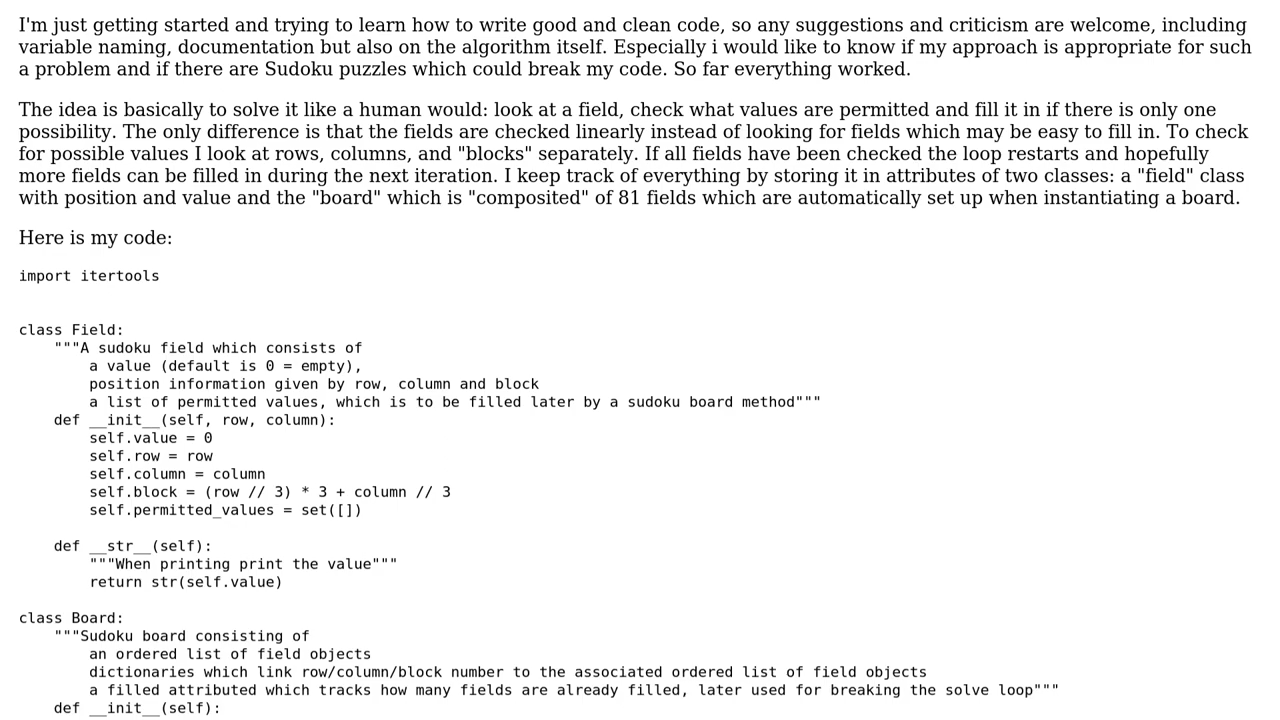 I'm just getting started and trying to learn how to write good and clean code, so any suggestions and criticism are welcome, including
variable naming, documentation but also on the algorithm itself. Especially i would like to know if my approach is appropriate for such
a problem and if there are Sudoku puzzles which could break my code. So far everything worked.
The idea is basically to solve it like a human would: look at a field, check what values are permitted and fill it in if there is only one
possibility. The only difference is that the fields are checked linearly instead of looking for fields which may be easy to fill in. To check
for possible values I look at rows, columns, and "blocks" separately. If all fields have been checked the loop restarts and hopefully
more fields can be filled in during the next iteration. I keep track of everything by storing it in attributes of two classes: a "field" class
with position and value and the "board" which is "composited" of 81 fields which are automatically set up when instantiating a board.
Here is my code:
import itertools
class Field:
    """A sudoku field which consists of
        a value (default is 0 = empty),
        position information given by row, column and block
        a list of permitted values, which is to be filled later by a sudoku board method"""
    def __init__(self, row, column):
        self.value = 0
        self.row = row
        self.column = column
        self.block = (row // 3) * 3 + column // 3
        self.permitted_values = set([])
    def __str__(self):
        """When printing print the value"""
        return str(self.value)
class Board:
    """Sudoku board consisting of
        an ordered list of field objects
        dictionaries which link row/column/block number to the associated ordered list of field objects
        a filled attributed which tracks how many fields are already filled, later used for breaking the solve loop"""
    def __init__(self):